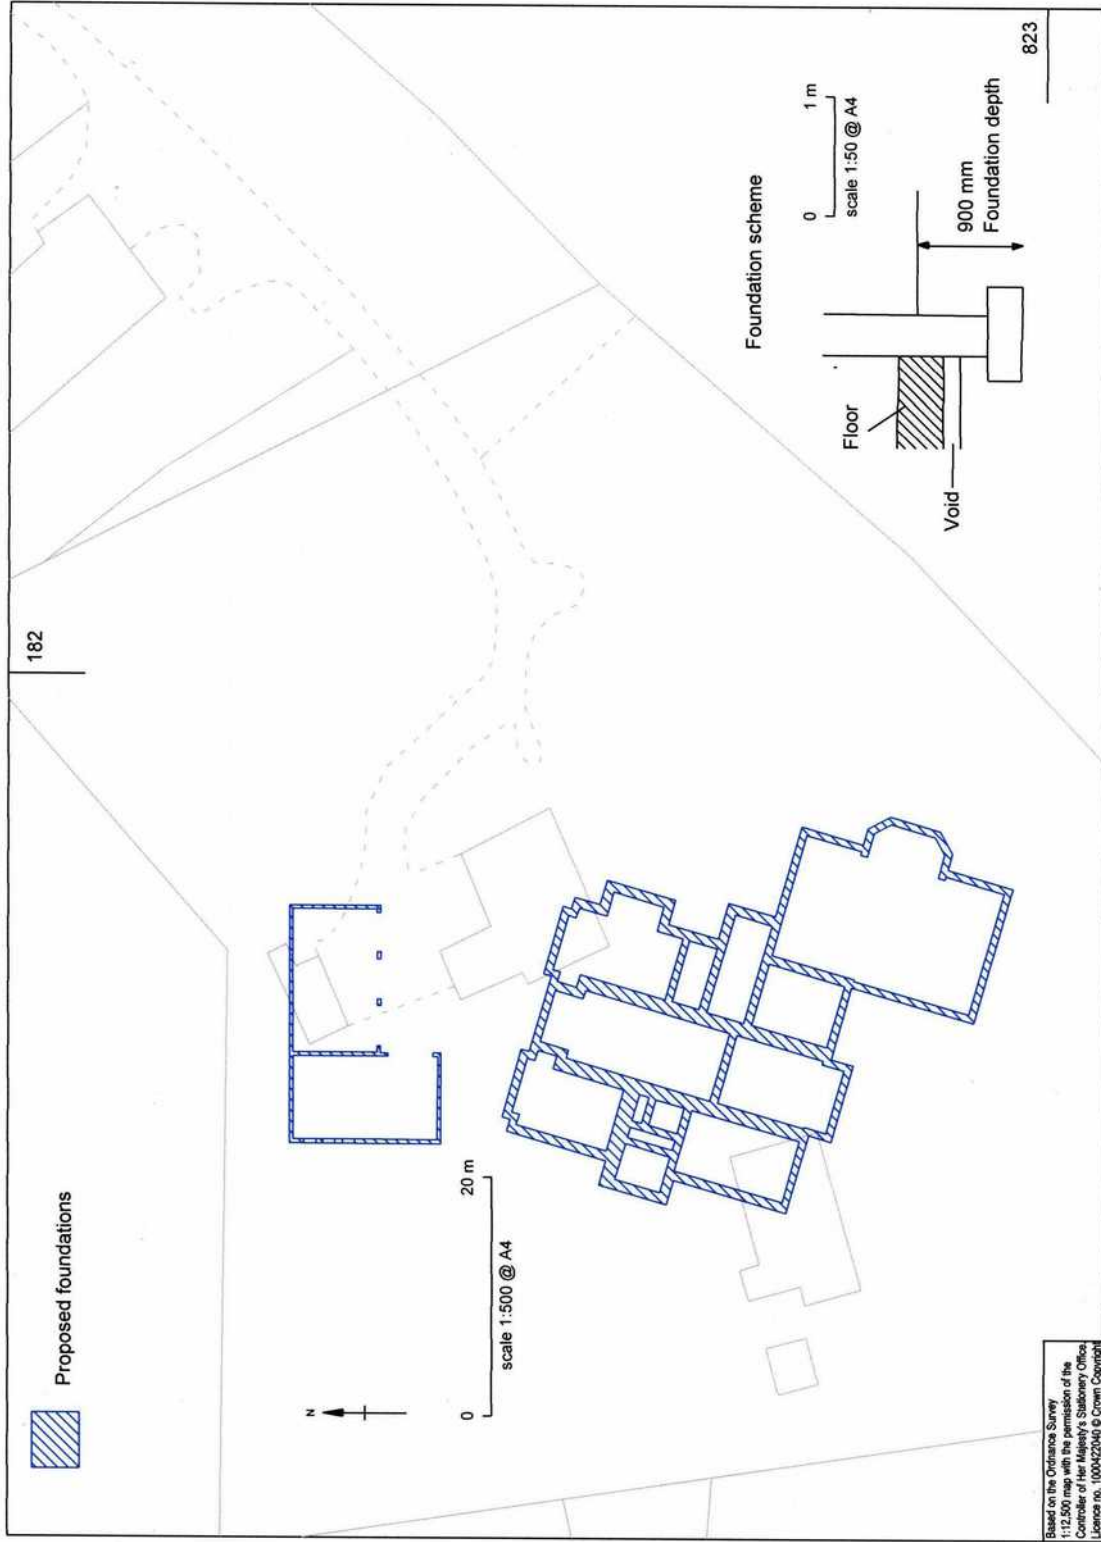 Proposed foundations
182
823
N
0 20 m
scale 1:500 @ A4
Foundation scheme
0 1 m
scale 1:50 @ A4
Floor
Void
900 mm
Foundation depth
Based on the Ordnance Survey
1:12,500 map with the permission of the
Controller of Her Majesty's Stationery Office.
Licence no. 1000422040 © Crown Copyright